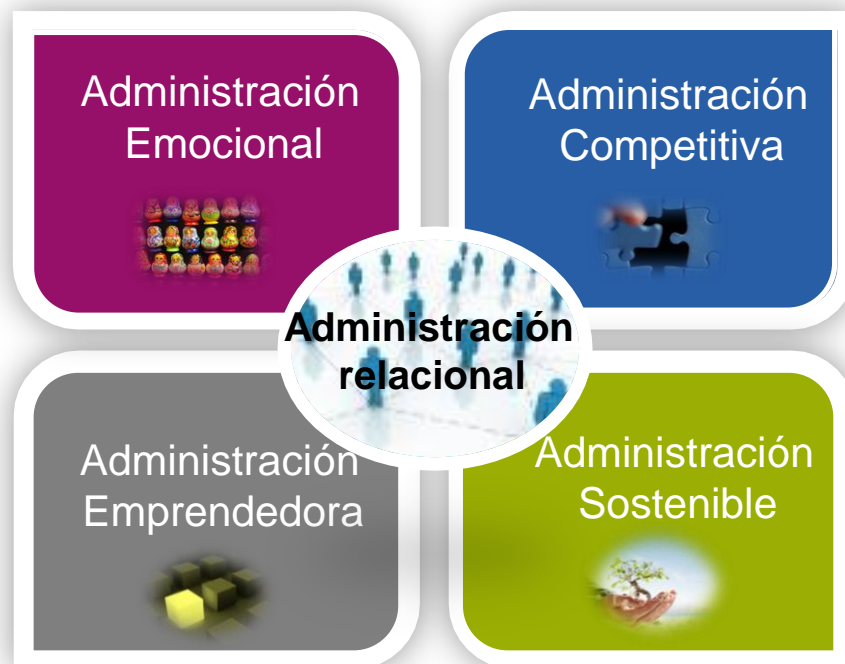 Administración
Emocional
Administración
Competitiva
Administración
relacional
Administración
Emprendedora
Administración
Sostenible